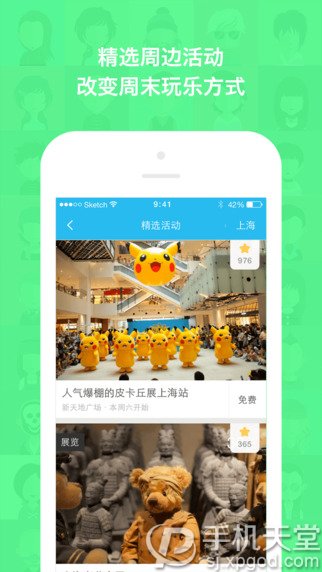 精选周边活动
改变周末玩乐方式
Sketch
9:41
42%
精选活动
上海
976
人气爆棚的皮卡丘展上海站
新天地广场·本周六开始
免费
展览
365
手机天堂
sj.xpgod.com